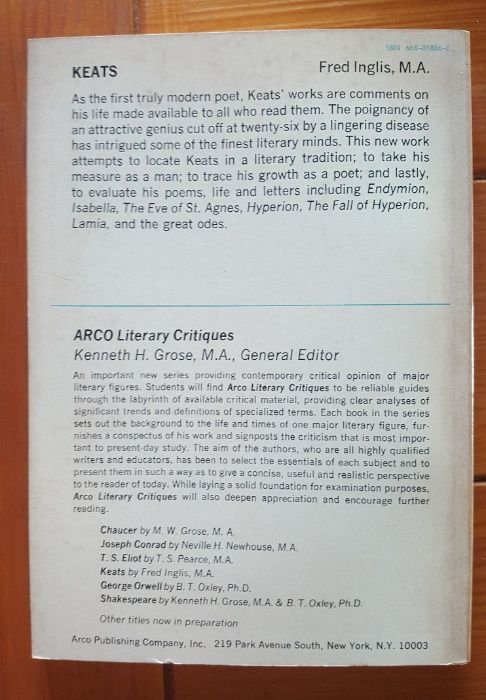 SBN 668-01886-0
KEATS Fred Inglis, M.A.
As the first truly modern poet, Keats' works are comments on
his life made available to all who read them. The poignancy of
an attractive genius cut off at twenty-six by a lingering disease
has intrigued some of the finest literary minds. This new work
attempts to locate Keats in a literary tradition; to take his
measure as a man; to trace his growth as a poet; and lastly,
to evaluate his poems, life and letters including Endymion,
Isabella, The Eve of St. Agnes, Hyperion, The Fall of Hyperion,
Lamia, and the great odes.
ARCO Literary Critiques
Kenneth H. Grose, M.A., General Editor
An important new series providing contemporary critical opinion of major
literary figures. Students will find Arco Literary Critiques to be reliable guides
through the labyrinth of available critical material, providing clear analyses of
significant trends and definitions of specialized terms. Each book in the series
sets out the background to the life and times of one major literary figure, fur-
nishes a conspectus of his work and signposts the criticism that is most impor-
tant to present-day study. The aim of the authors, who are all highly qualified
writers and educators, has been to select the essentials of each subject and to
present them in such a way as to give a concise, useful and realistic perspective
to the reader of today. While laying a solid foundation for examination purposes,
Arco Literary Critiques will also deepen appreciation and encourage further
reading.
Chaucer by M. W. Grose, M. A.
Joseph Conrad by Neville H. Newhouse, M.A.
T. S. Eliot by T. S. Pearce, M.A.
Keats by Fred Inglis, M.A.
George Orwell by B. T. Oxley, Ph.D.
Shakespeare by Kenneth H. Grose, M.A. & B. T. Oxley, Ph.D.
Other titles now in preparation
Arco Publishing Company, Inc. 219 Park Avenue South, New York, N.Y. 10003